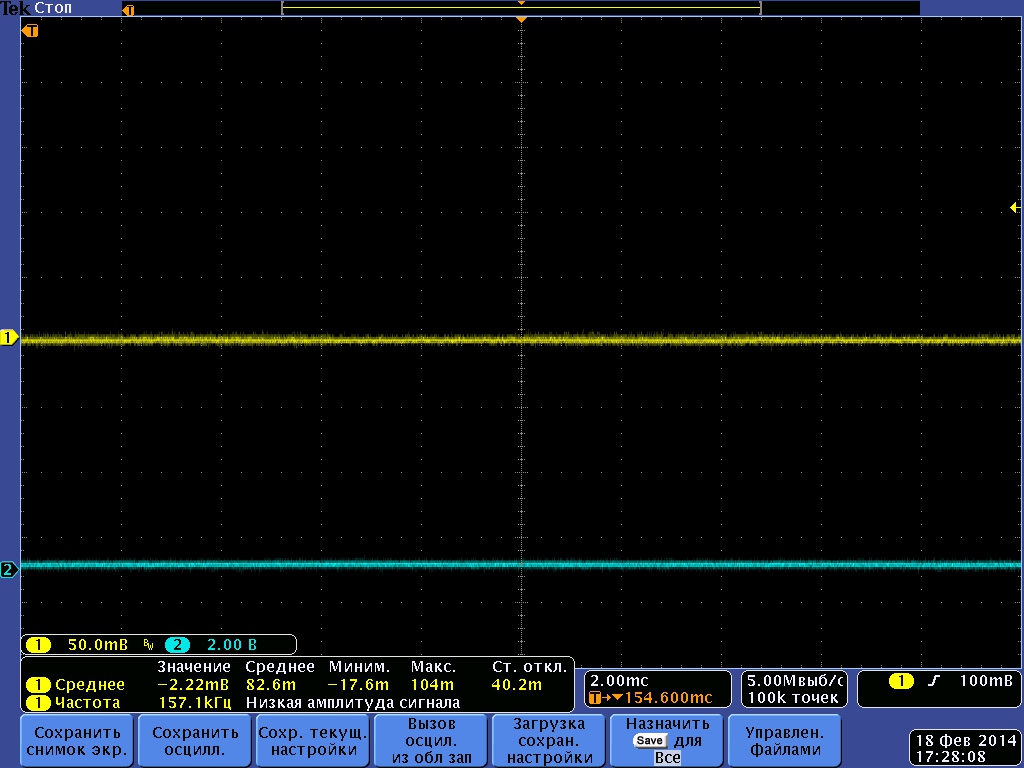 Tek Стоп
T
T
1
2
1 50.0мВ BW 2 2.00 В
Значение Среднее Миним. Макс. Ст. откл.
1 Среднее −2.22мВ 82.6m −17.6m 104m 40.2m
1 Частота 157.1кГц Низкая амплитуда сигнала
2.00мс
T→▼154.600мс
5.00Мвыб/с
100k точек
1 100мВ
Сохранить
снимок экр.
Сохранить
осцилл.
Сохр. текущ.
настройки
Вызов
осцил.
из обл зап
Загрузка
сохран.
настройки
Назначить
Save для
Все
Управлен.
файлами
18 Фев 2014
17:28:08